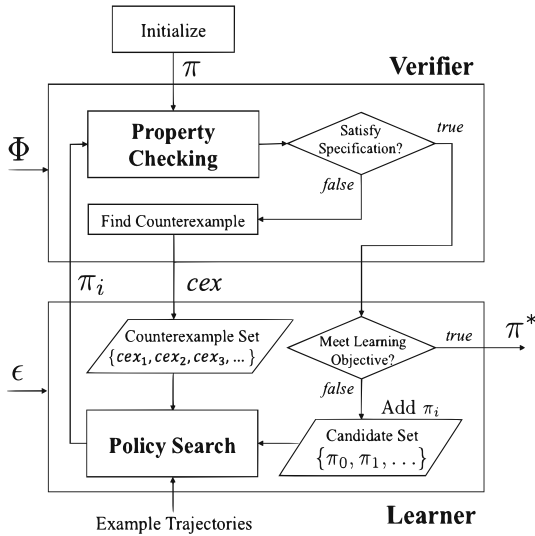 Initialize
π
Verifier
Φ
Property
Checking
Satisfy
Specification?
true
false
Find Counterexample
π_i
cex
Counterexample Set
{cex₁, cex₂, cex₃, … }
Meet Learning
Objective?
true
π*
ϵ
false
Add π_i
Policy Search
Candidate Set
{π₀, π₁, . . .}
Learner
Example Trajectories